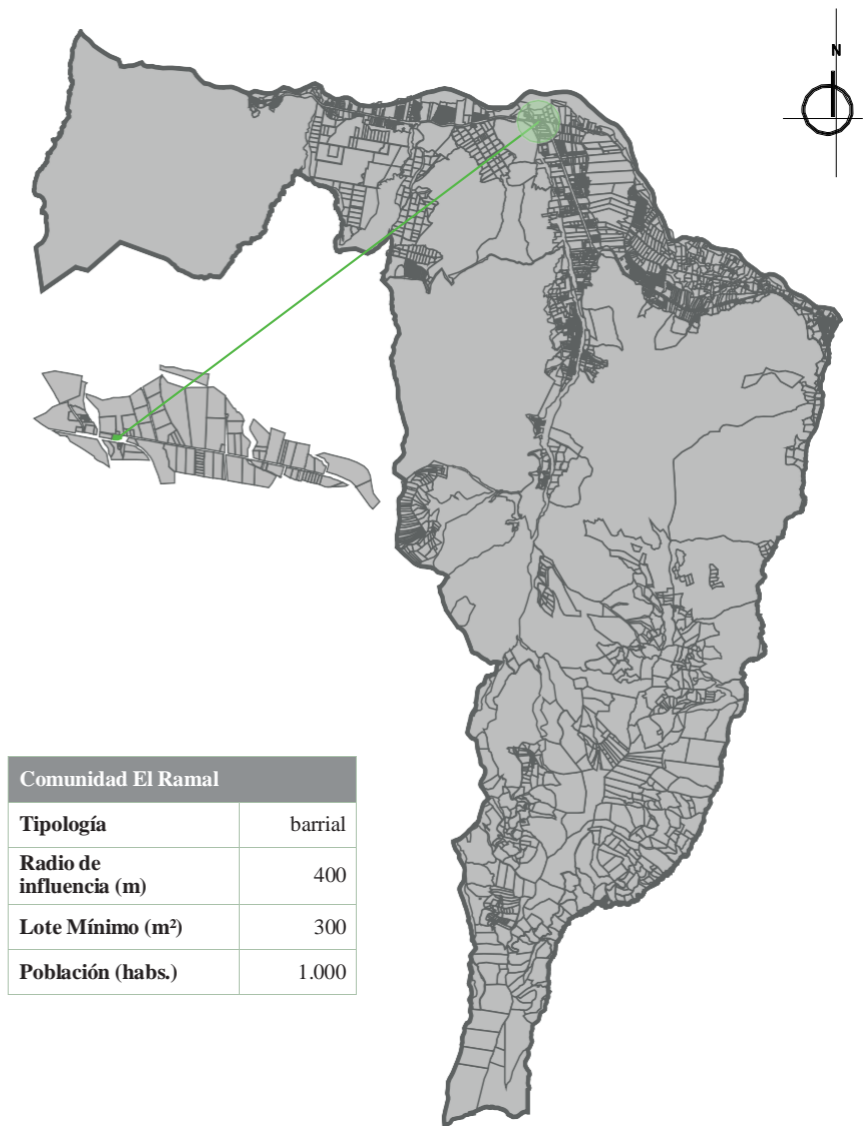 N
Comunidad El Ramal
Tipología barrial
Radio de
influencia (m) 400
Lote Mínimo (m²) 300
Población (habs.) 1.000